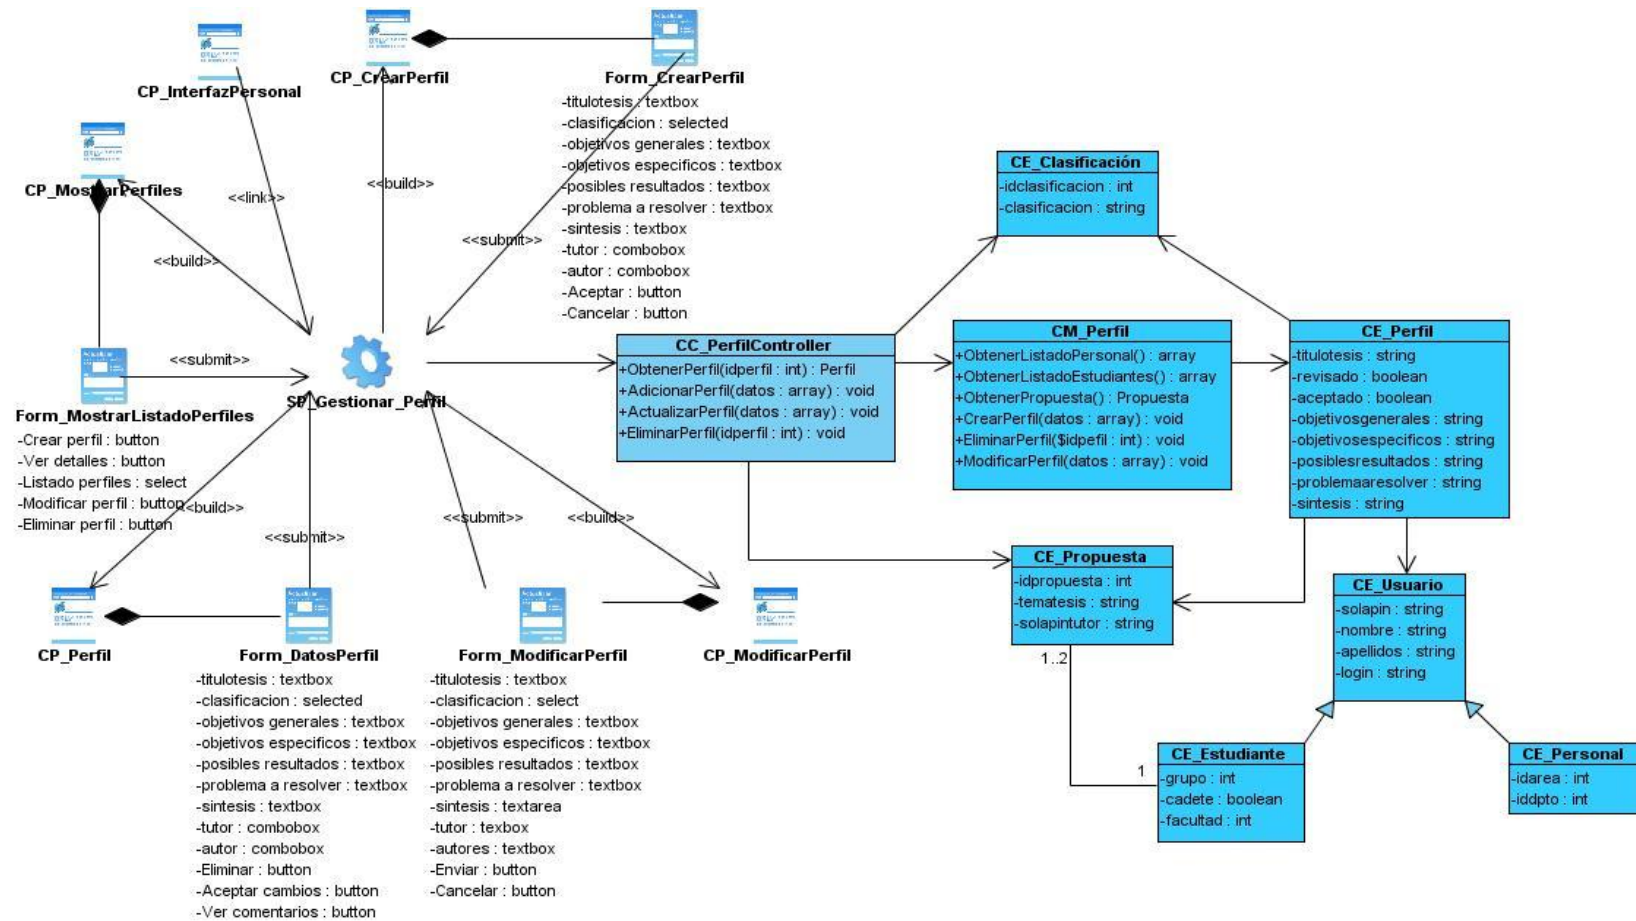 CP_InterfazPersonal
CP_CrearPerfil
Form_CrearPerfil
-titulotesis : textbox
-clasificacion : selected
-objetivos generales : textbox
-objetivos especificos : textbox
-posibles resultados : textbox
-problema a resolver : textbox
-sintesis : textbox
-tutor : combobox
-autor : combobox
-Aceptar : button
-Cancelar : button
CP_MostrarPerfiles
<<link>>
<<build>>
<<submit>>
<<build>>
<<submit>>
Form_MostrarListadoPerfiles
-Crear perfil : button
-Ver detalles : button
-Listado perfiles : select
-Modificar perfil : button
-Eliminar perfil : button
SP_Gestionar_Perfil
<<build>>
<<submit>>
<<submit>>
<<build>>
CP_Perfil
Form_DatosPerfil
-titulotesis : textbox
-clasificacion : selected
-objetivos generales : textbox
-objetivos especificos : textbox
-posibles resultados : textbox
-problema a resolver : textbox
-sintesis : textbox
-tutor : combobox
-autor : combobox
-Eliminar : button
-Aceptar cambios : button
-Ver comentarios : button
Form_ModificarPerfil
-titulotesis : textbox
-clasificacion : select
-objetivos generales : textbox
-objetivos especificos : textbox
-posibles resultados : textbox
-problema a resolver : textbox
-sintesis : textarea
-tutor : texbox
-autores : textbox
-Enviar : button
-Cancelar : button
CP_ModificarPerfil
CC_PerfilController
+ObtenerPerfil(idperfil : int) : Perfil
+AdicionarPerfil(datos : array) : void
+ActualizarPerfil(datos : array) : void
+EliminarPerfil(idperfil : int) : void
CE_Clasificación
-idclasificacion : int
-clasificacion : string
CM_Perfil
+ObtenerListadoPersonal() : array
+ObtenerListadoEstudiantes() : array
+ObtenerPropuesta() : Propuesta
+CrearPerfil(datos : array) : void
+EliminarPerfil($idpefil : int) : void
+ModificarPerfil(datos : array) : void
CE_Perfil
-titulotesis : string
-revisado : boolean
-aceptado : boolean
-objetivosgenerales : string
-objetivosespecificos : string
-posiblesresultados : string
-problemaaresolver : string
-sintesis : string
CE_Propuesta
-idpropuesta : int
-tematesis : string
-solapintutor : string
1..2
1
CE_Usuario
-solapin : string
-nombre : string
-apellidos : string
-login : string
CE_Estudiante
-grupo : int
-cadete : boolean
-facultad : int
CE_Personal
-idarea : int
-iddpto : int